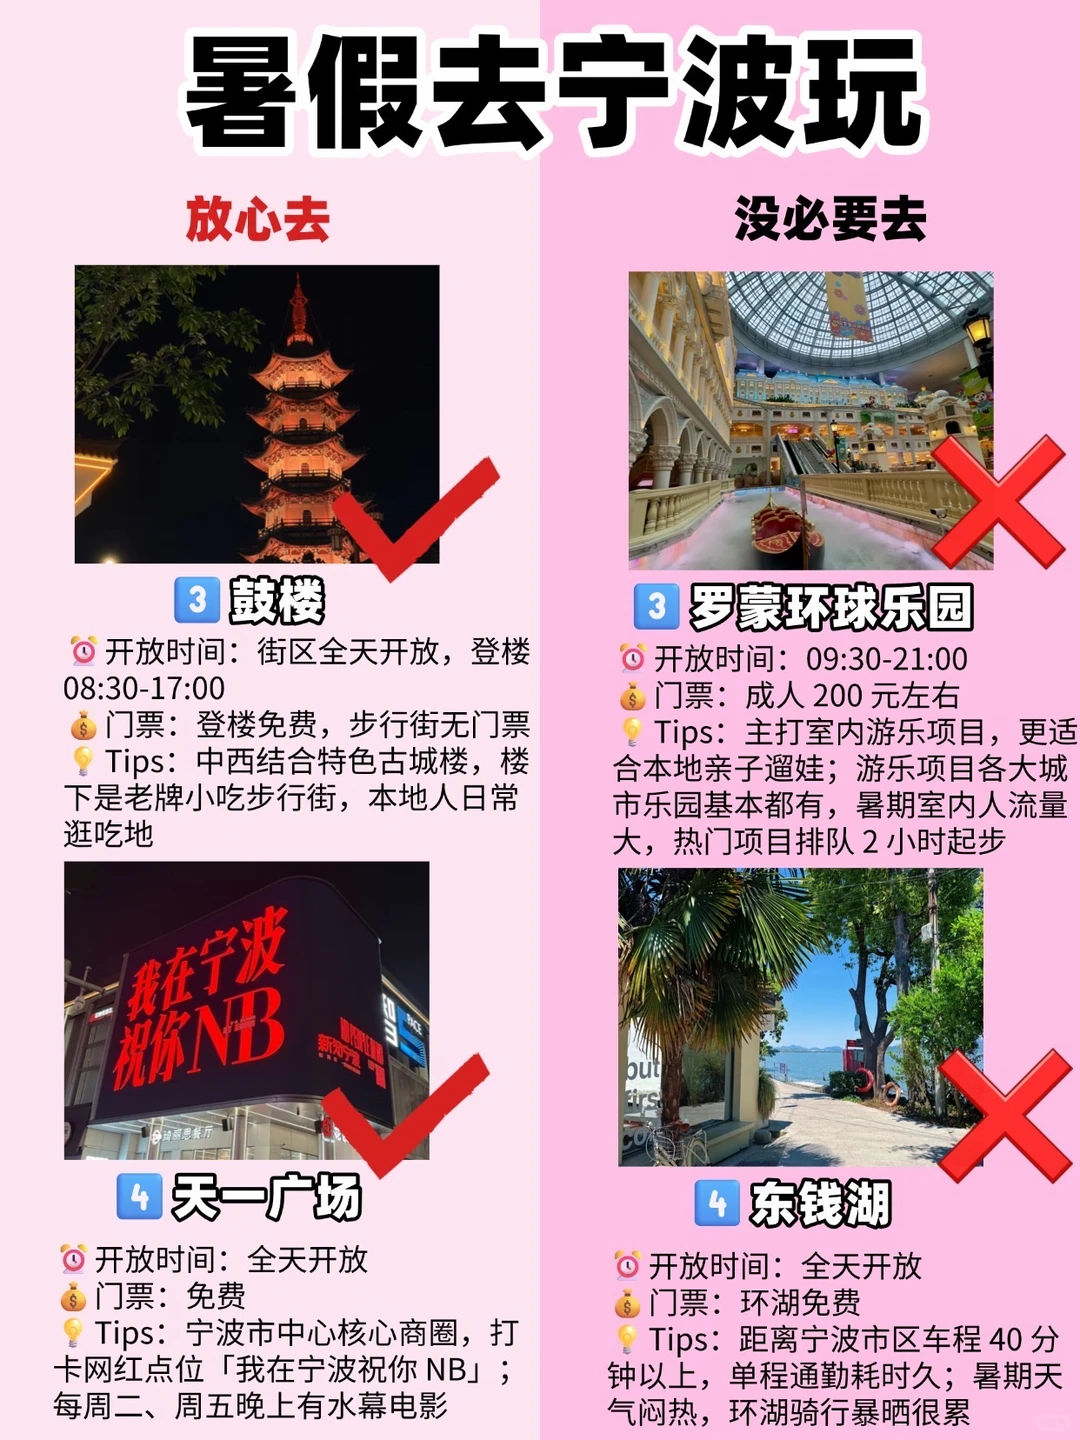 暑假去宁波玩
放心去
3 鼓楼
⏰ 开放时间：街区全天开放，登楼
08:30-17:00
💰 门票：登楼免费，步行街无门票
💡 Tips：中西结合特色古城楼，楼
下是老牌小吃步行街，本地人日常
逛吃地
我在宁波
祝你NB
FACE
琦丽思餐厅
4 天一广场
⏰ 开放时间：全天开放
💰 门票：免费
💡 Tips：宁波市中心核心商圈，打
卡网红点位「我在宁波祝你 NB」；
每周二、周五晚上有水幕电影
没必要去
3 罗蒙环球乐园
⏰ 开放时间：09:30-21:00
💰 门票：成人 200 元左右
💡 Tips：主打室内游乐项目，更适
合本地亲子遛娃；游乐项目各大城
市乐园基本都有，暑期室内人流量
大，热门项目排队 2 小时起步
but
firs
co
4 东钱湖
⏰ 开放时间：全天开放
💰 门票：环湖免费
💡 Tips：距离宁波市区车程 40 分
钟以上，单程通勤耗时久；暑期天
气闷热，环湖骑行暴晒很累